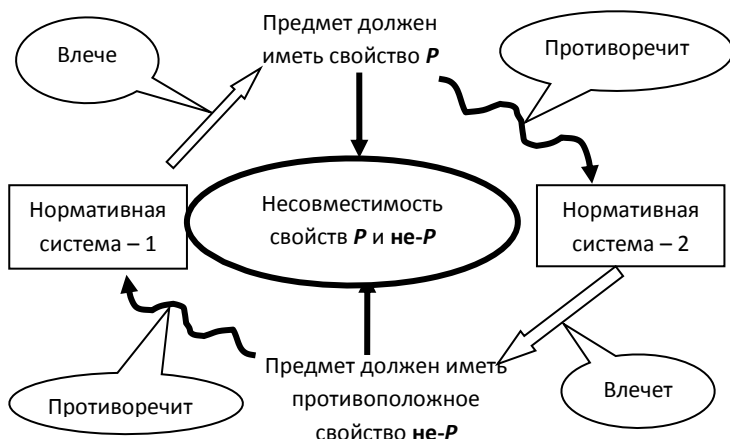 Предмет должен
иметь свойство P
Влече
Противоречит
Нормативная
система – 1
Несовместимость
свойств P и не-P
Нормативная
система – 2
Предмет должен иметь
противоположное
свойство не-P
Противоречит
Влечет